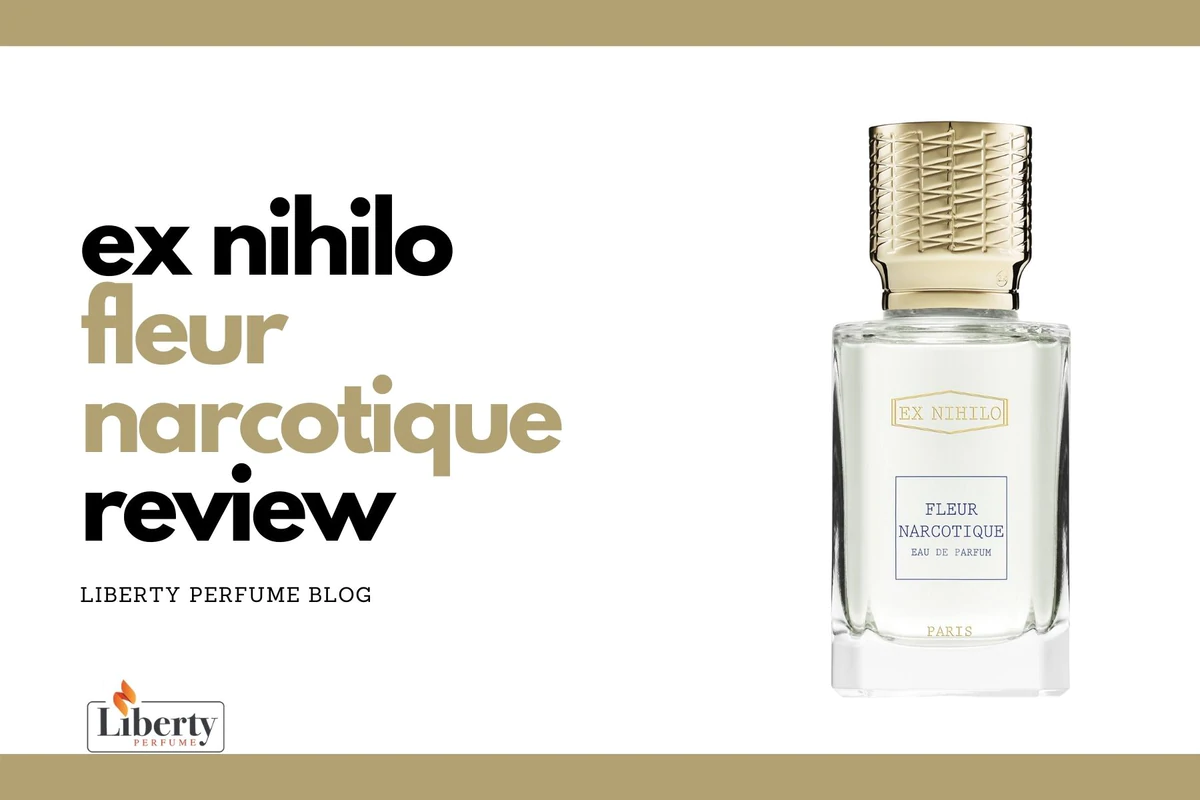 ex nihilo
fleur
narcotique
review
LIBERTY PERFUME BLOG
Liberty
PERFUME
EX NIHILO
FLEUR
NARCOTIQUE
EAU DE PARFUM
PARIS